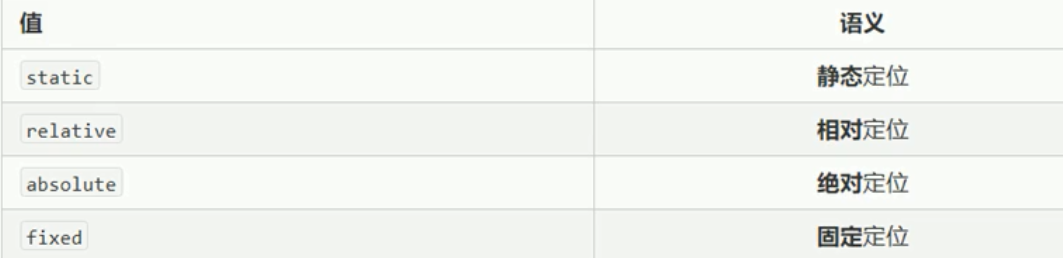 值 语义
static 静态定位
relative 相对定位
absolute 绝对定位
fixed 固定定位